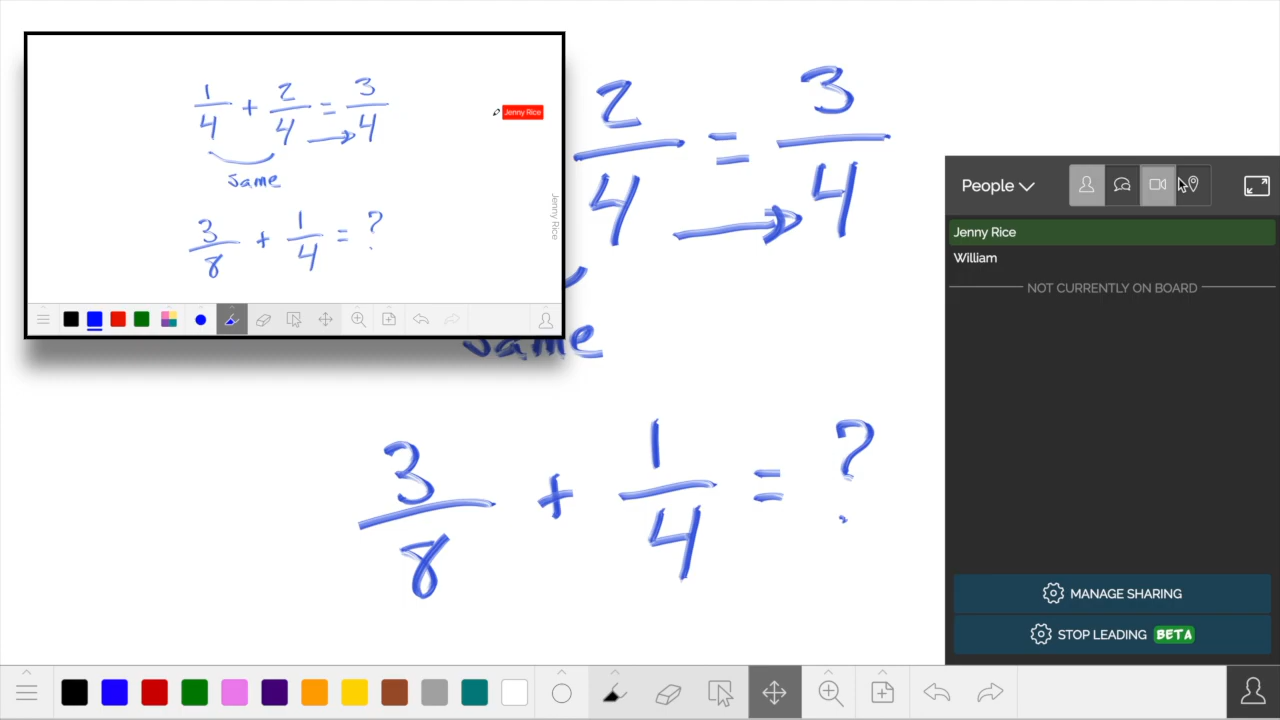 1/4 + 2/4 = 3/4
Same
3/8 + 1/4 = ?
Jenny Rice
Jenny Rice
2/4 = 3/4
Same
3/8 + 1/4 = ?
People
Jenny Rice
William
NOT CURRENTLY ON BOARD
MANAGE SHARING
STOP LEADING BETA